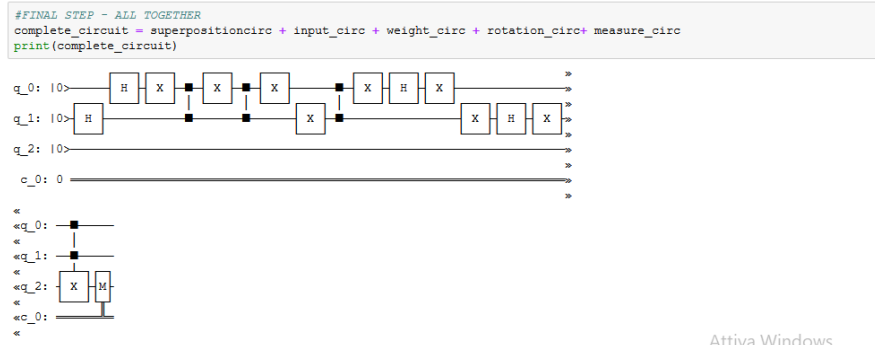 #FINAL STEP - ALL TOGETHER
complete_circuit = superpositioncirc + input_circ + weight_circ + rotation_circ+ measure_circ
print(complete_circuit)
»
q_0: |0> H X ■ X ■ X ■ X H X »
»
q_1: |0> H ■ ■ X ■ X H X »
»
q_2: |0> »
»
c_0: 0 »
»
«
«q_0: ■
«
«q_1: ■
«
«q_2: X M
«
«c_0:
«
Attiva Windows